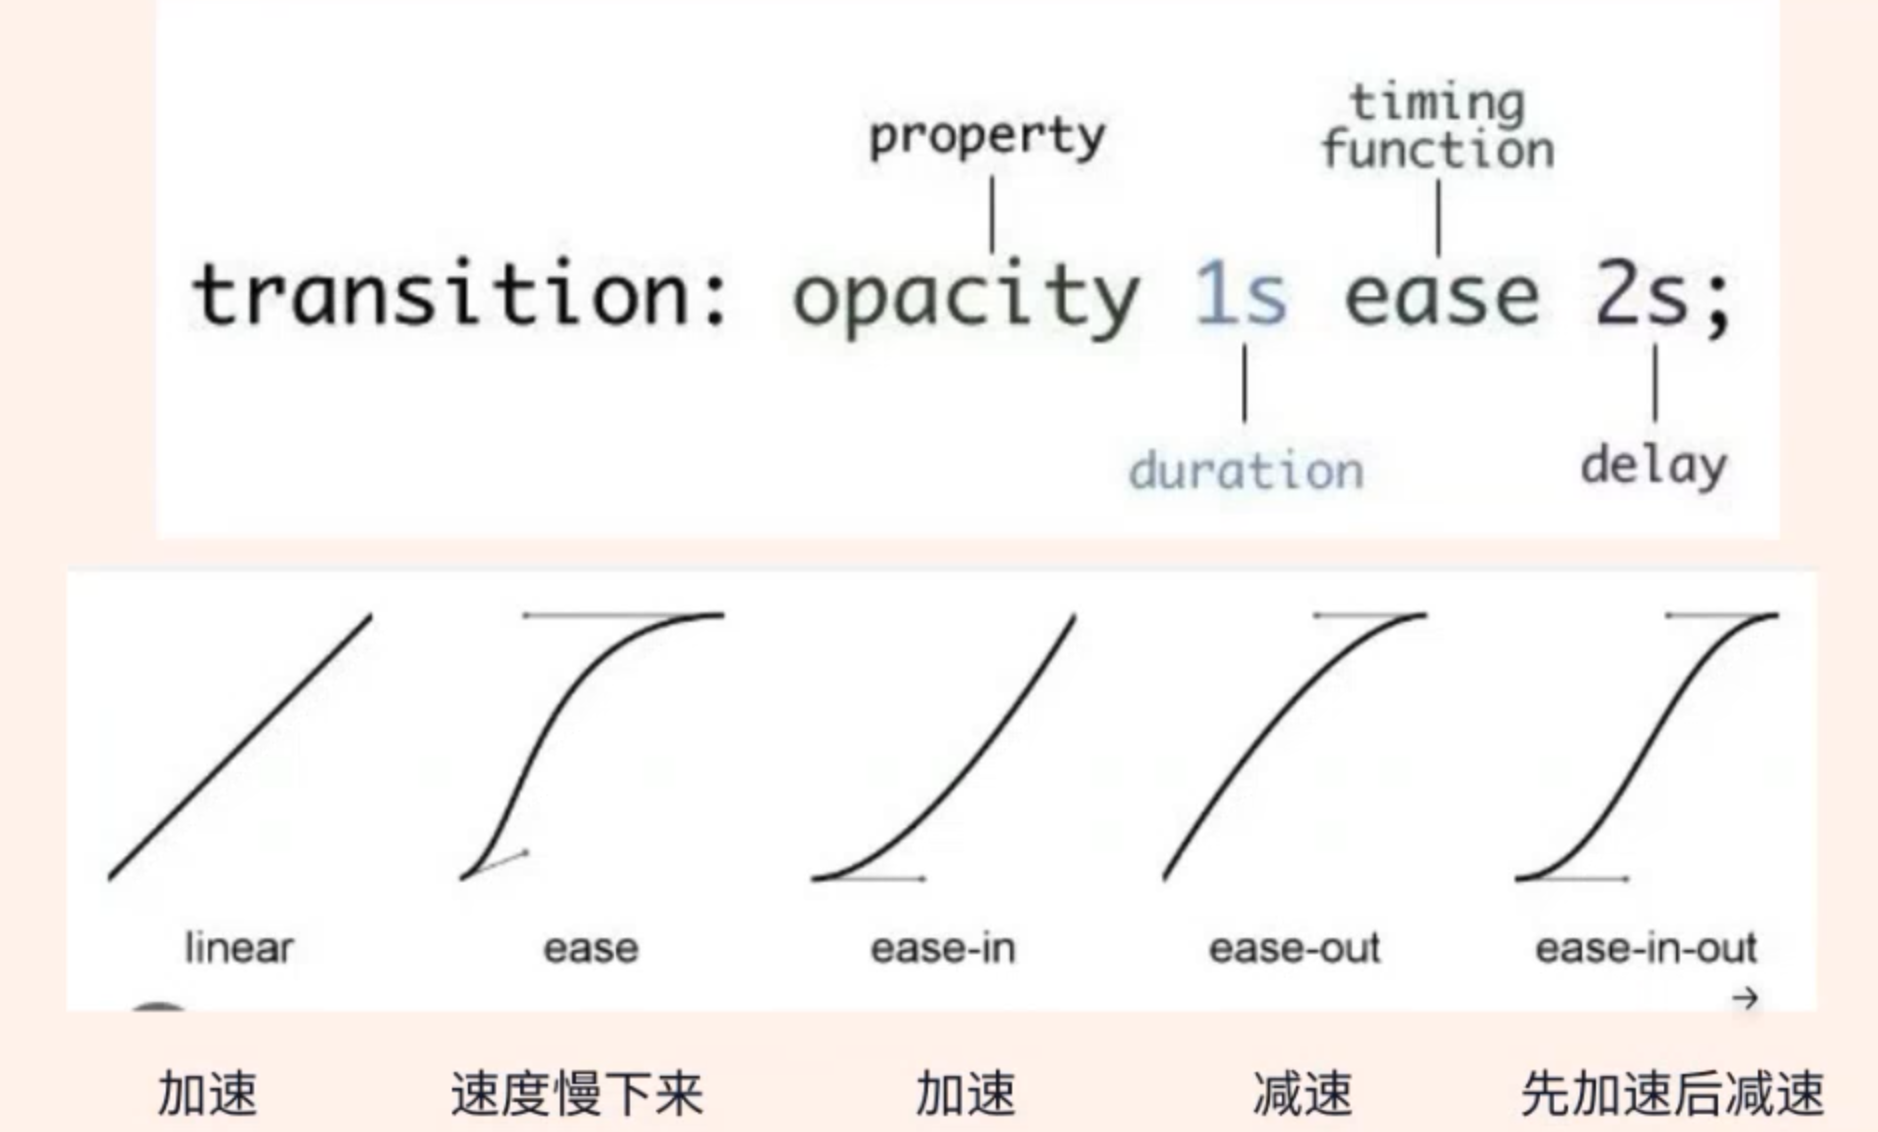 timing
property function
transition: opacity 1s ease 2s;
duration delay
linear ease ease-in ease-out ease-in-out
→
加速 速度慢下来 加速 减速 先加速后减速